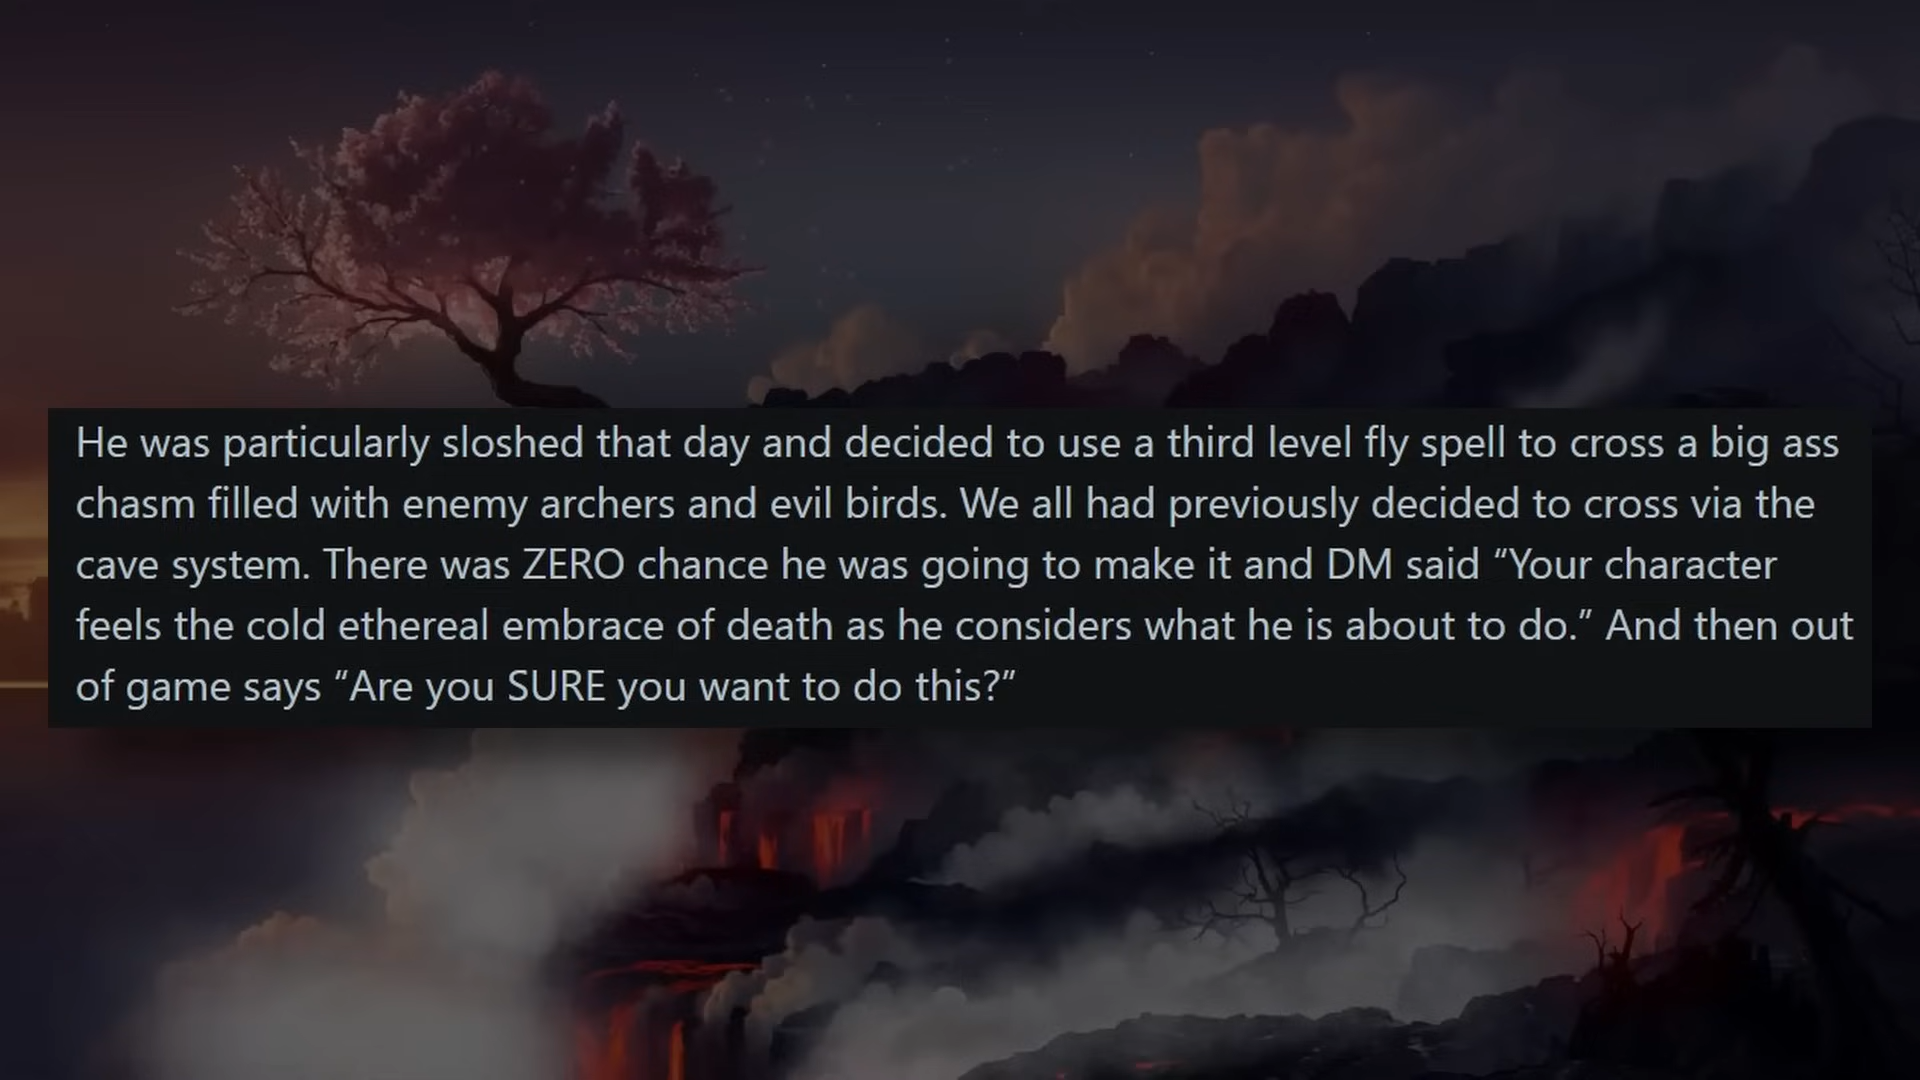 He was particularly sloshed that day and decided to use a third level fly spell to cross a big ass
chasm filled with enemy archers and evil birds. We all had previously decided to cross via the
cave system. There was ZERO chance he was going to make it and DM said “Your character
feels the cold ethereal embrace of death as he considers what he is about to do.” And then out
of game says “Are you SURE you want to do this?”